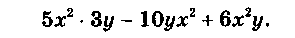 5x² · 3y – 10yx² + 6x²y.